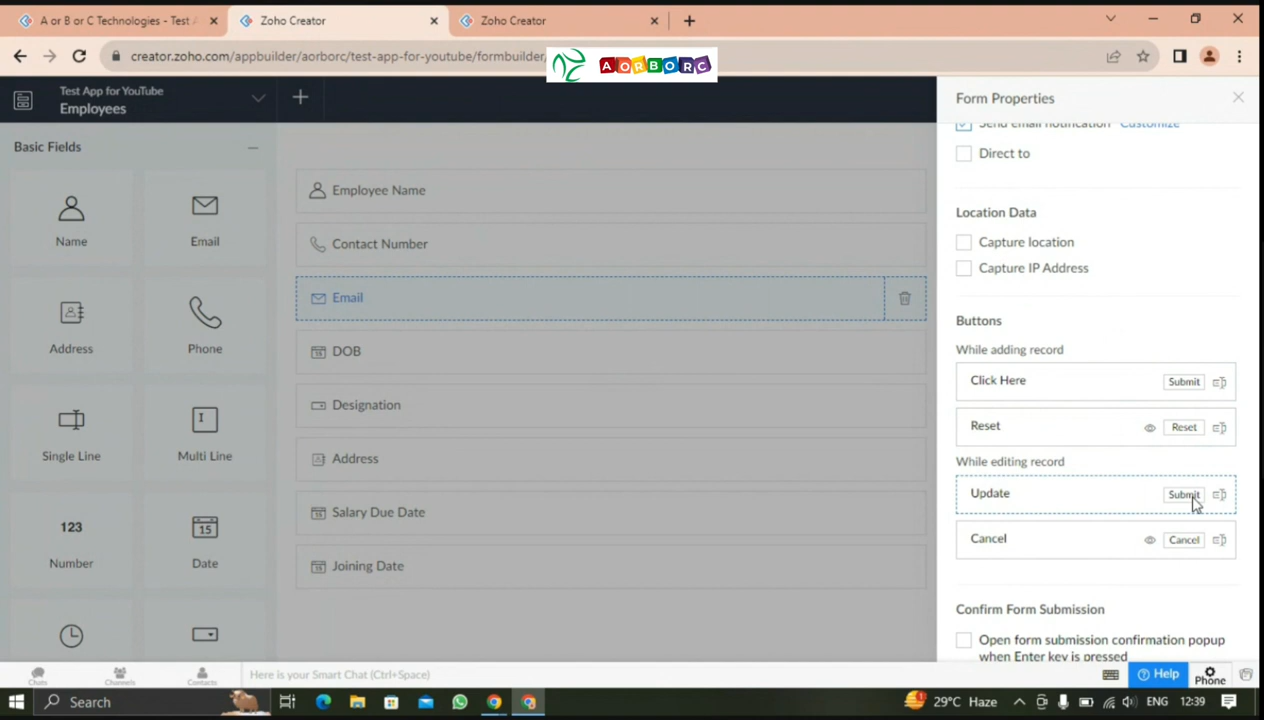 A or B or C Technologies - Test A
Zoho Creator
Zoho Creator
creator.zoho.com/appbuilder/aorborc/test-app-for-youtube/formbuilder/
AORBORC
Test App for YouTube
Employees
Form Properties
Send email notification Customize
Direct to
Basic Fields
Name
Email
Address
Phone
Single Line
Multi Line
123
Number
15
Date
Employee Name
Contact Number
Email
DOB
Designation
Address
Salary Due Date
Joining Date
Location Data
Capture location
Capture IP Address
Buttons
While adding record
Click Here Submit
Reset Reset
While editing record
Update Submit
Cancel Cancel
Confirm Form Submission
Open form submission confirmation popup
when Enter key is pressed
Chats
Channels
Contacts
Here is your Smart Chat (Ctrl+Space)
Help
Phone
Search
29°C Haze
ENG
12:39